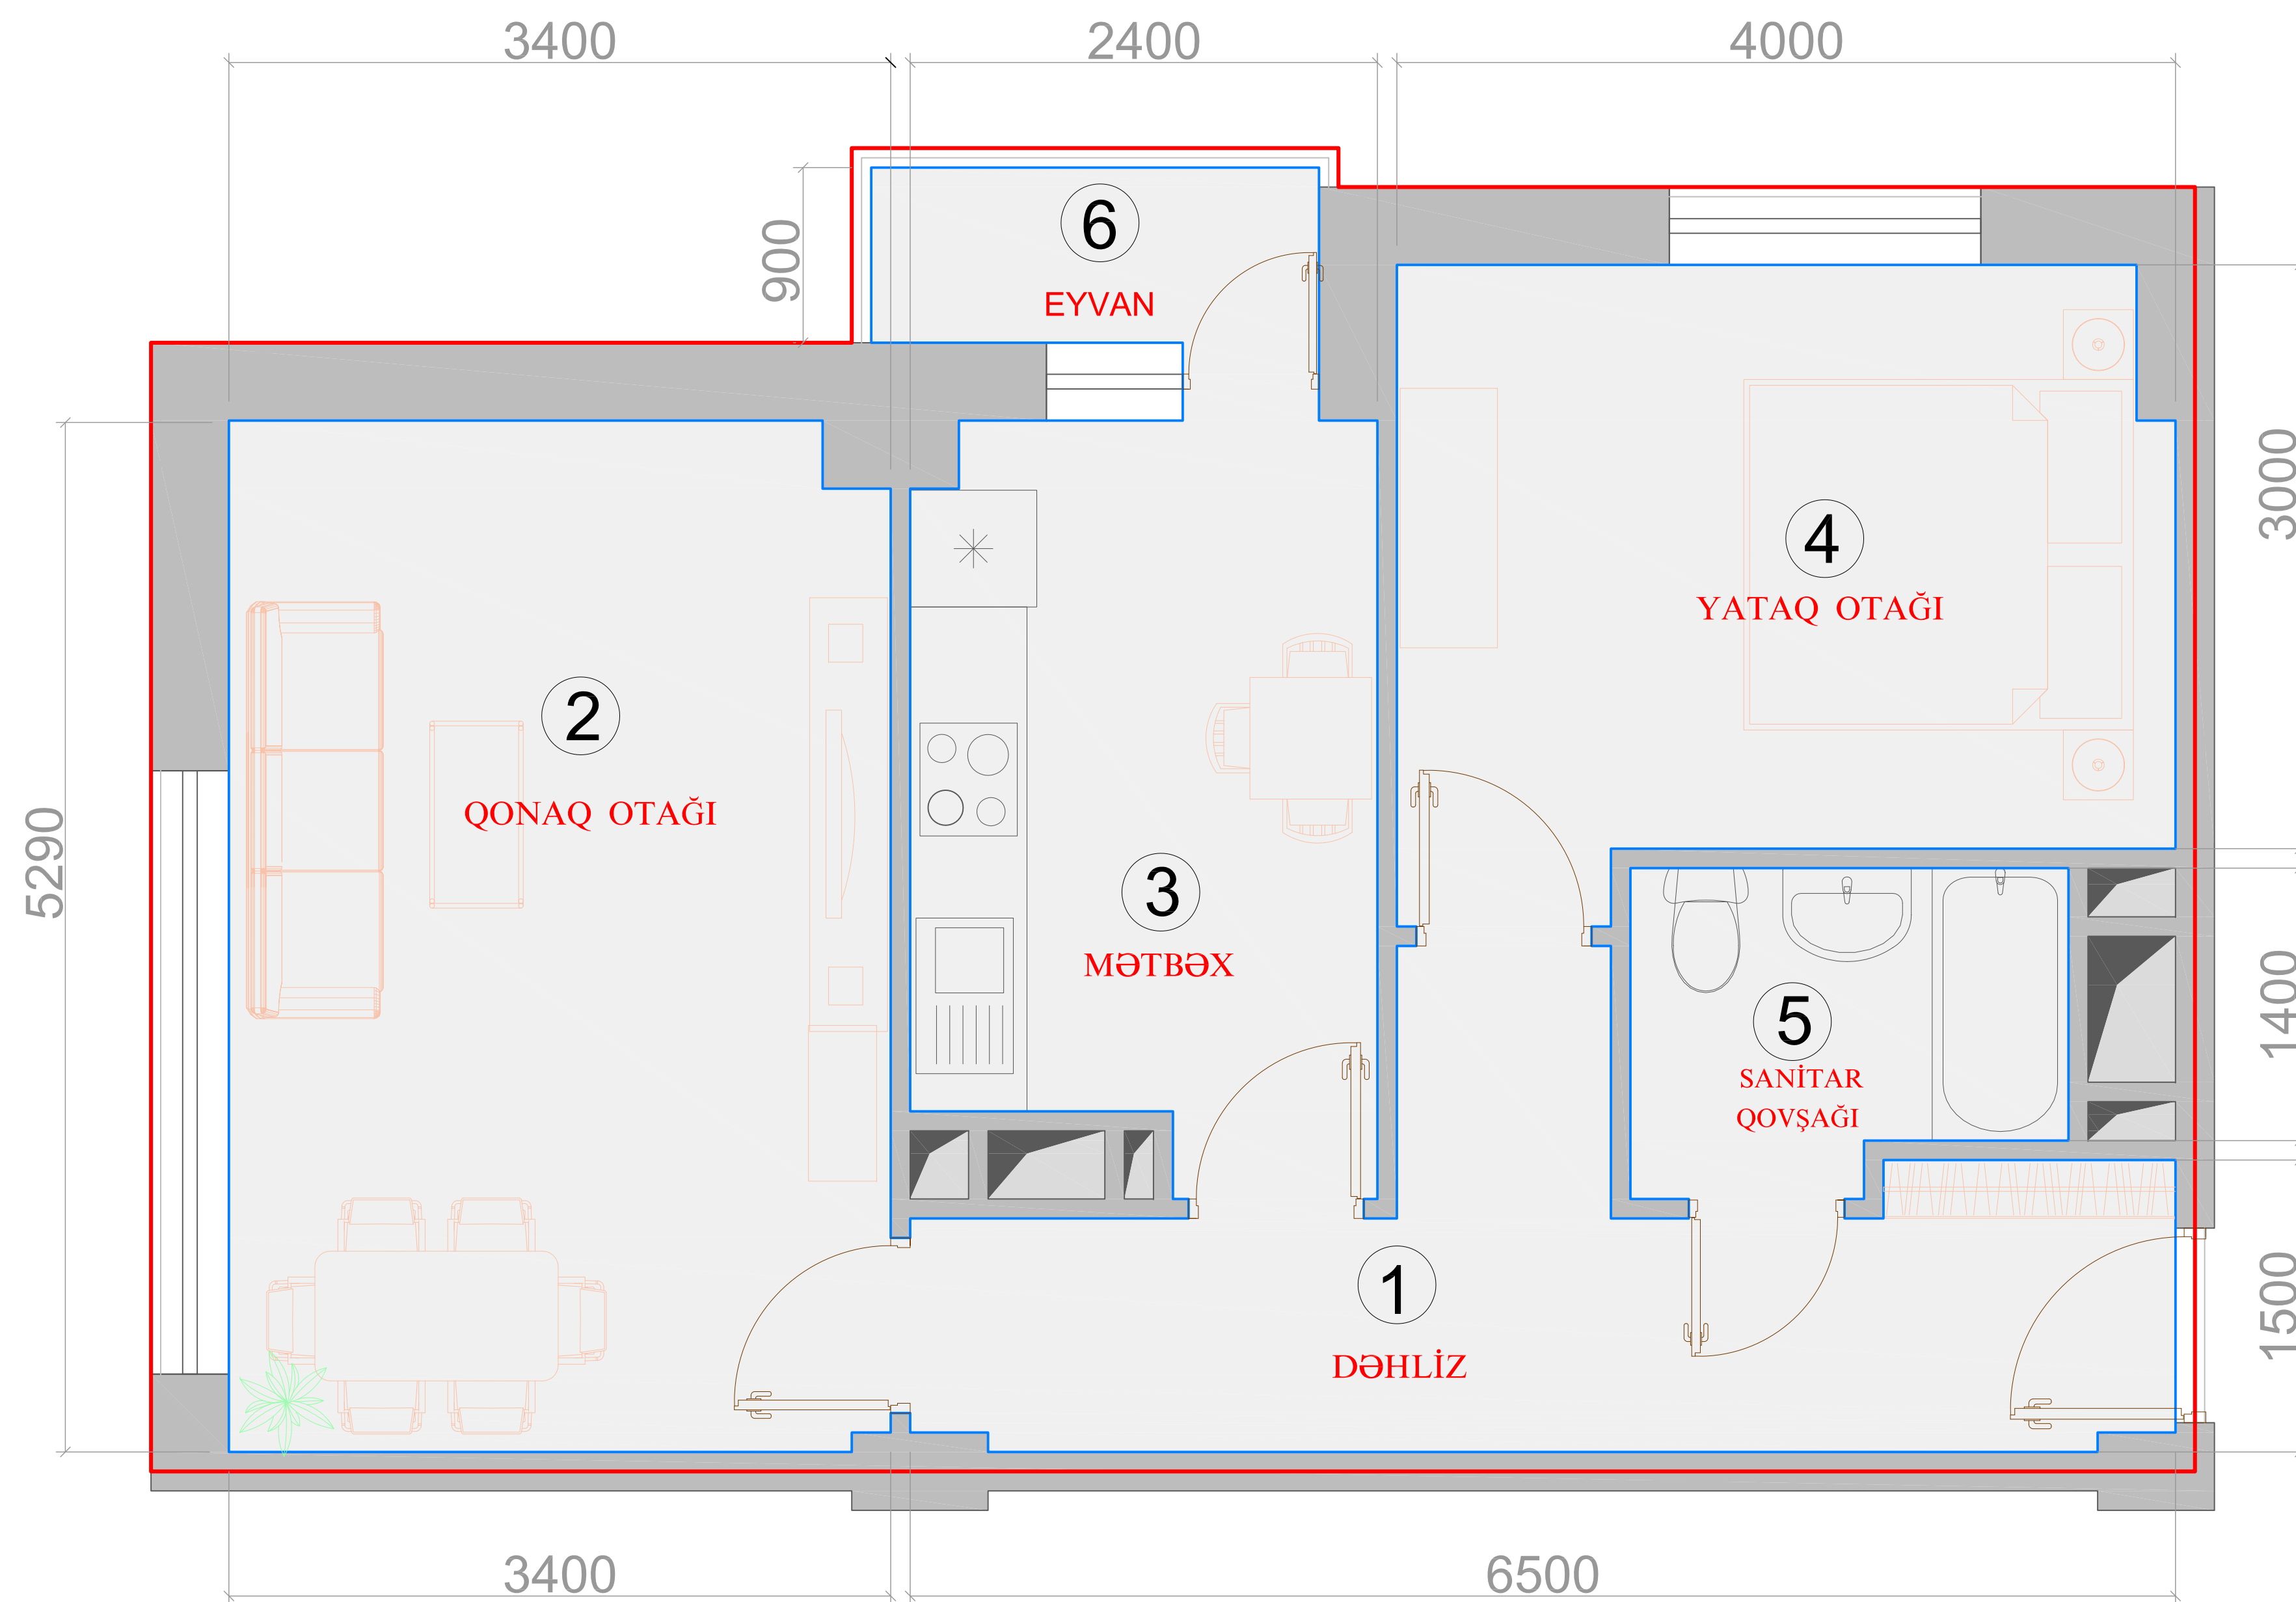 3400
2400
4000
6
EYVAN
900
4
YATAQ OTAĞI
3000
2
QONAQ OTAĞI
5290
3
MƏTBƏX
1400
5
SANİTAR
QOVŞAĞI
1
DƏHLİZ
1500
3400
6500